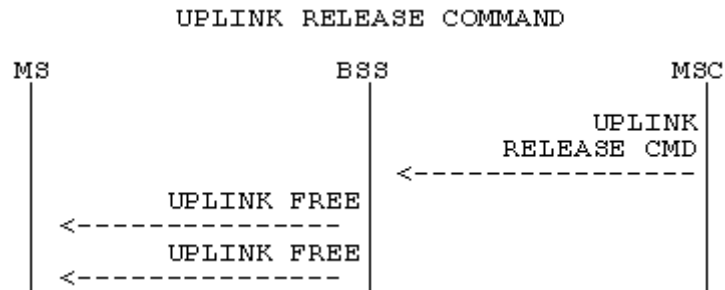 UPLINK RELEASE COMMAND
MS BSS MSC
UPLINK
RELEASE CMD
UPLINK FREE
UPLINK FREE